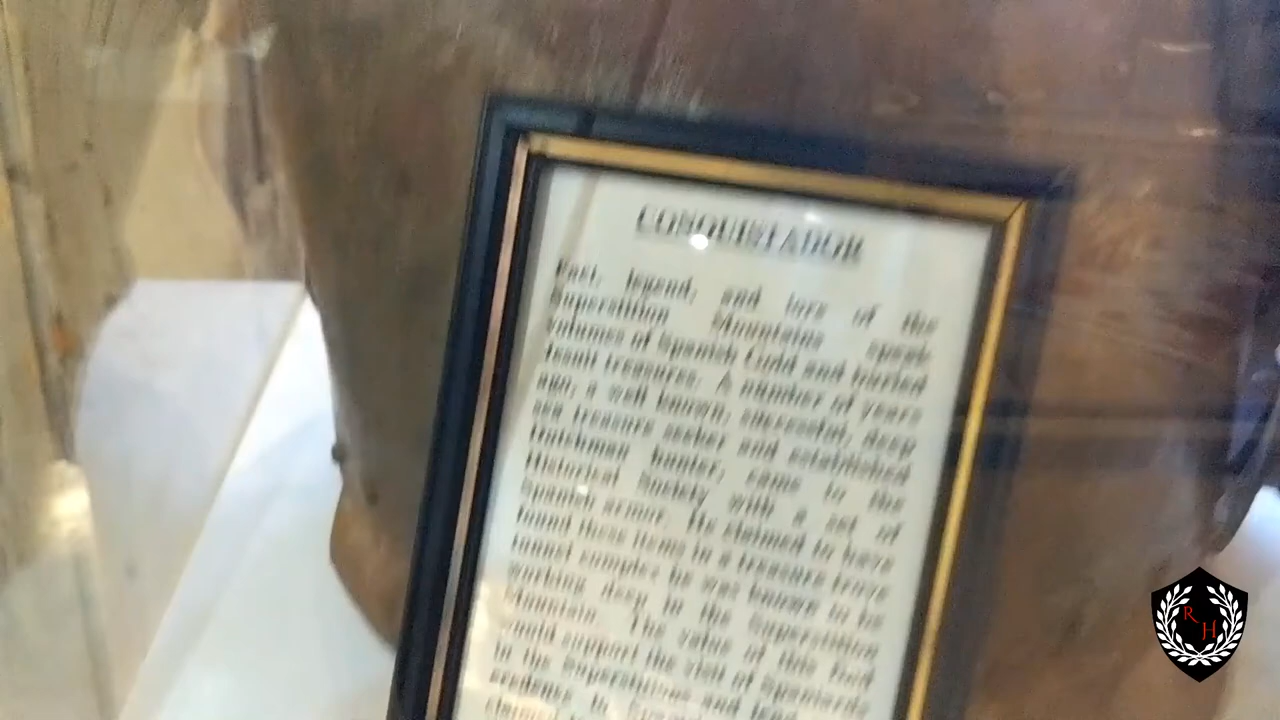 CONQUISTADOR
Fact, legend, and lore of the
Superstition Mountains speak
volumes of Spanish Gold and buried
treasures. A number of years
ago, a well known, successful, deep
sea treasure seeker and established
Dutchman hunter, came to the
Historical Society with a set of
Spanish armor. He claimed to have
found these items in a treasure trove
tunnel complex he was known to be
working deep in the Superstition
Mountain. The value of this find
could support the visit of Spaniards
to the Superstitions and lend
R H